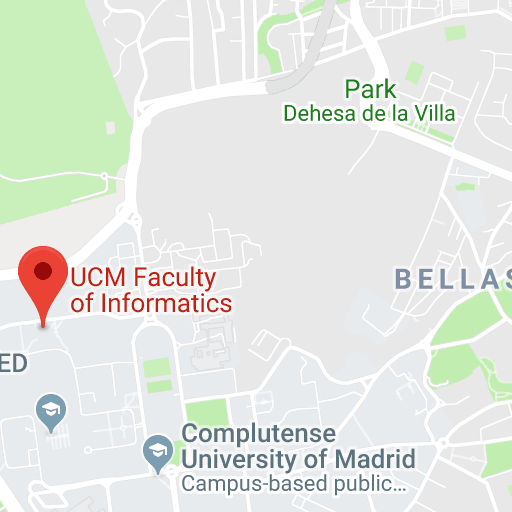 Park
Dehesa de la Villa
UCM Faculty
of Informatics
BELLAS
ED
Complutense
University of Madrid
Campus-based public...